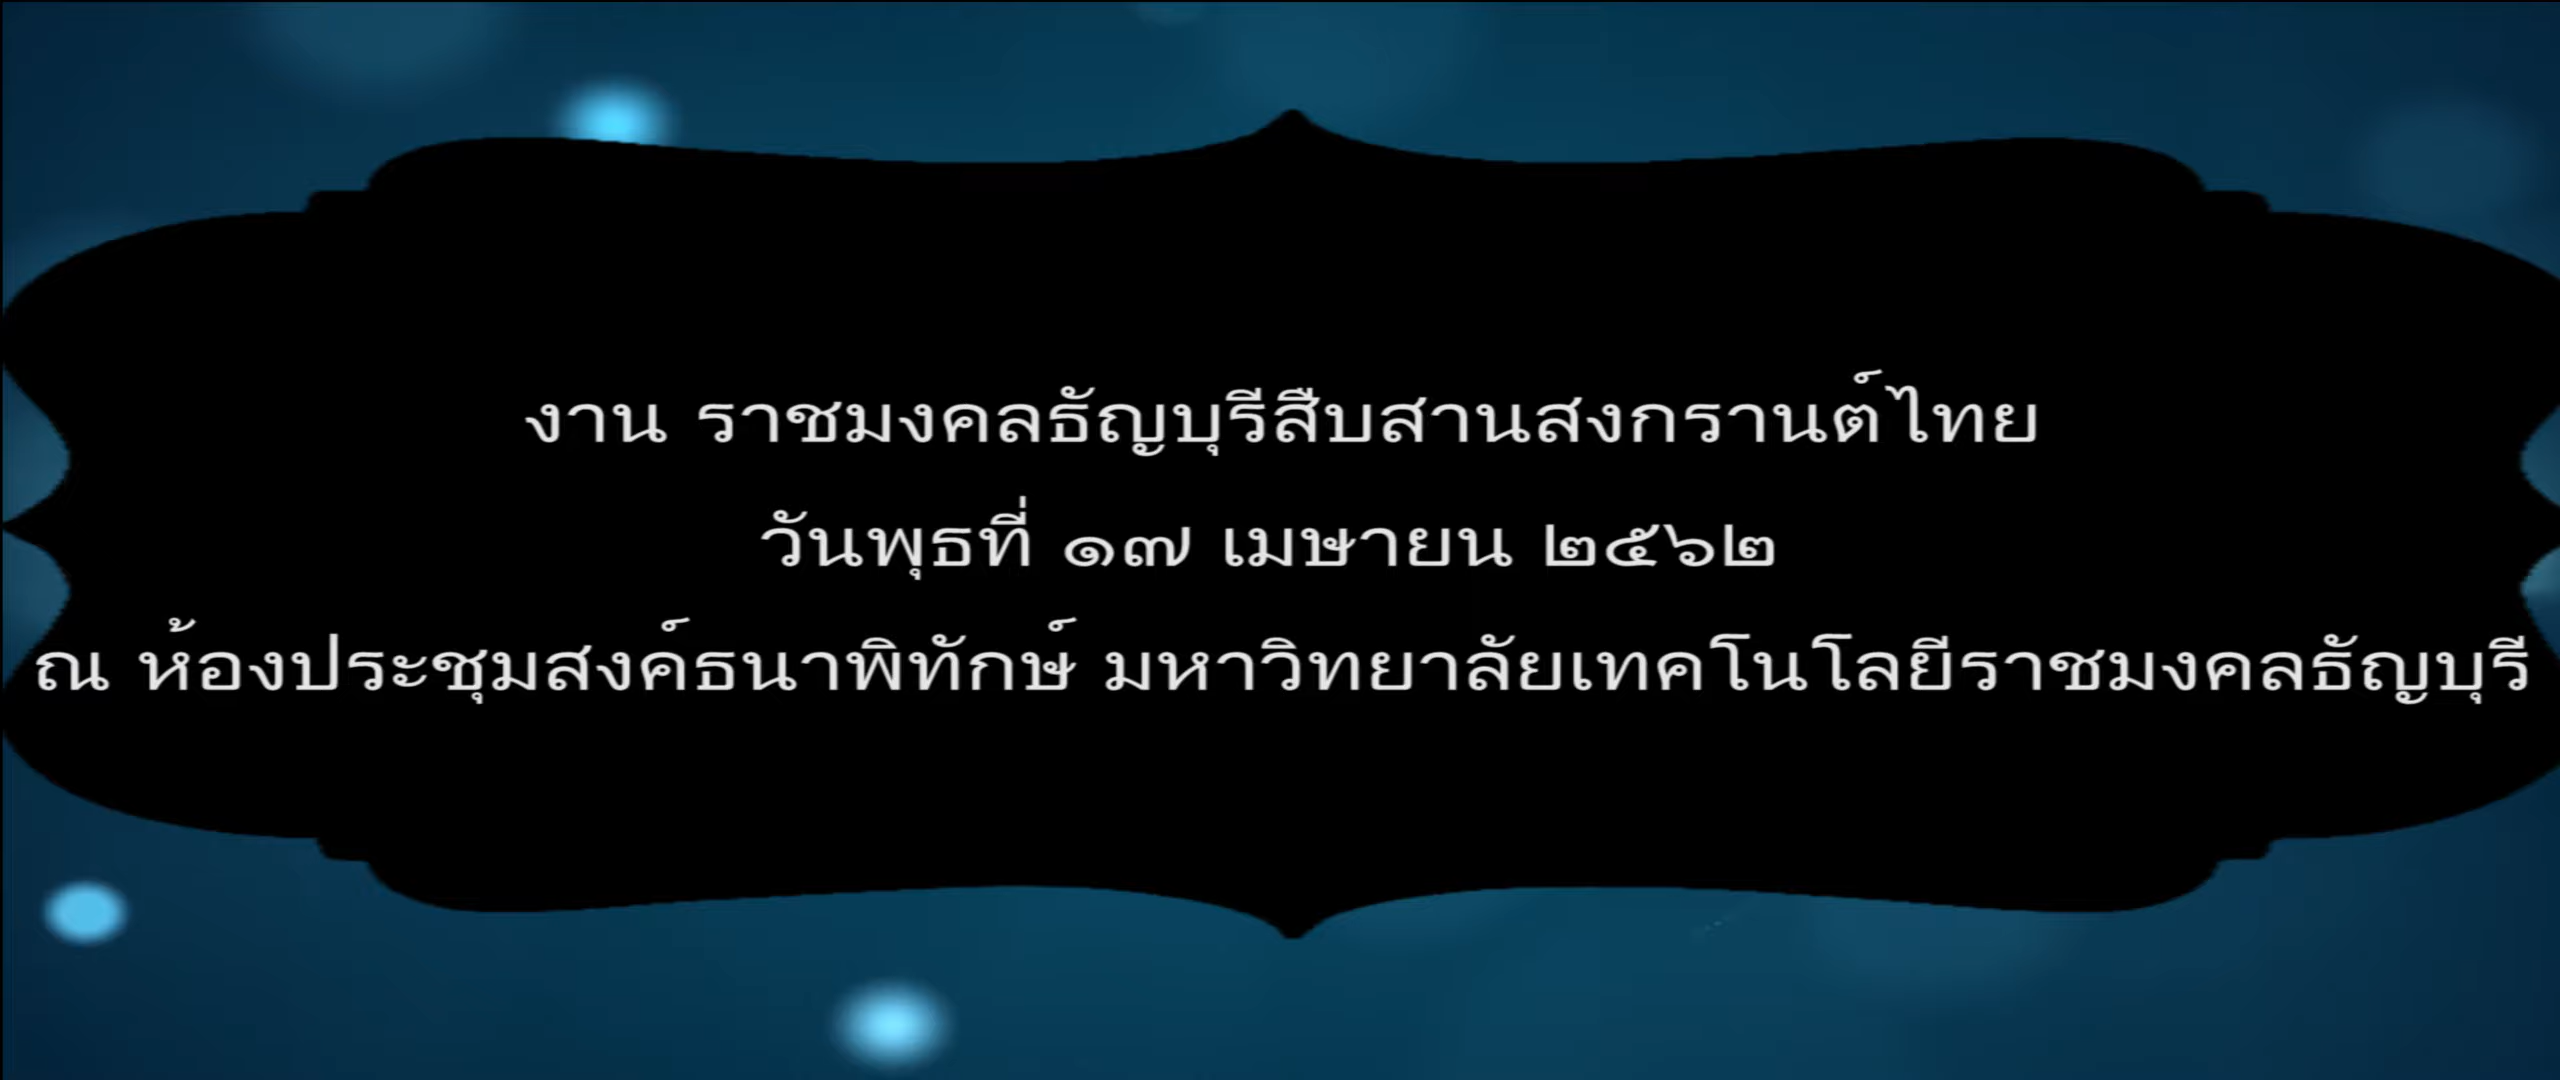 งาน ราชมงคลธัญบุรีสืบสานสงกรานต์ไทย
วันพุธที่ ๑๗ เมษายน ๒๕๖๒
ณ ห้องประชุมสงค์ธนาพิทักษ์ มหาวิทยาลัยเทคโนโลยีราชมงคลธัญบุรี